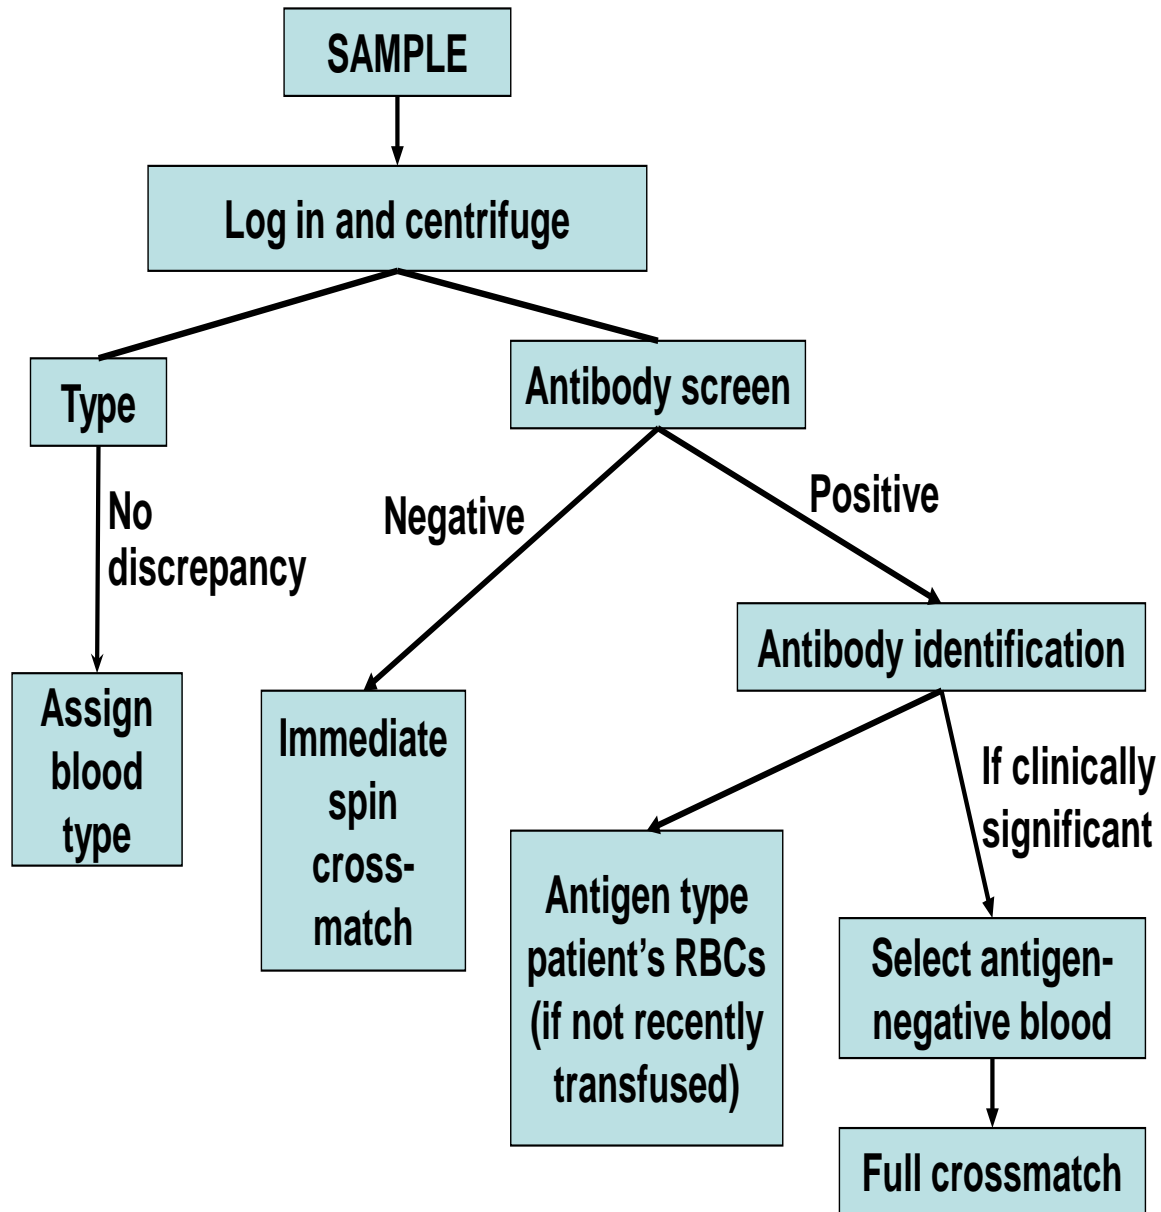 SAMPLE
Log in and centrifuge
Type
Antibody screen
No
discrepancy
Negative
Positive
Assign
blood
type
Immediate
spin
cross-
match
Antibody identification
If clinically
significant
Antigen type
patient’s RBCs
(if not recently
transfused)
Select antigen-
negative blood
Full crossmatch